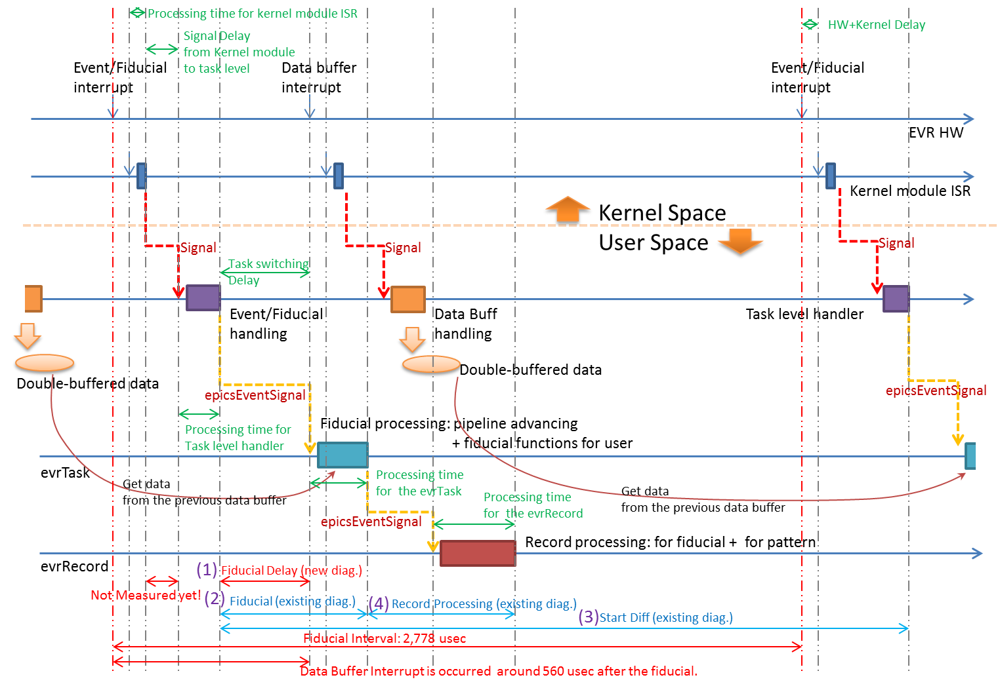 Processing time for kernel module ISR
HW+Kernel Delay
Signal Delay
from Kernel module
to task level
Event/Fiducial
interrupt
Data buffer
interrupt
Event/Fiducial
interrupt
EVR HW
Kernel module ISR
Kernel Space
User Space
Signal
Signal
Signal
Task switching
Delay
Event/Fiducial
handling
Data Buff
handling
Task level handler
Double-buffered data
Double-buffered data
epicsEventSignal
epicsEventSignal
Processing time for
Task level handler
Fiducial processing: pipeline advancing
+ fiducial functions for user
evrTask
Get data
from the previous data buffer
Processing time
for  the evrTask
Processing time
for  the evrRecord
Get data
from the previous data buffer
epicsEventSignal
Record processing: for fiducial +  for pattern
evrRecord
(1) Fiducial Delay (new diag.)
Not Measured yet!
(2) Fiducial (existing diag.)
(4) Record Processing (existing diag.)
(3) Start Diff (existing diag.)
Fiducial Interval: 2,778 usec
Data Buffer Interrupt is occurred  around 560 usec after the fiducial.